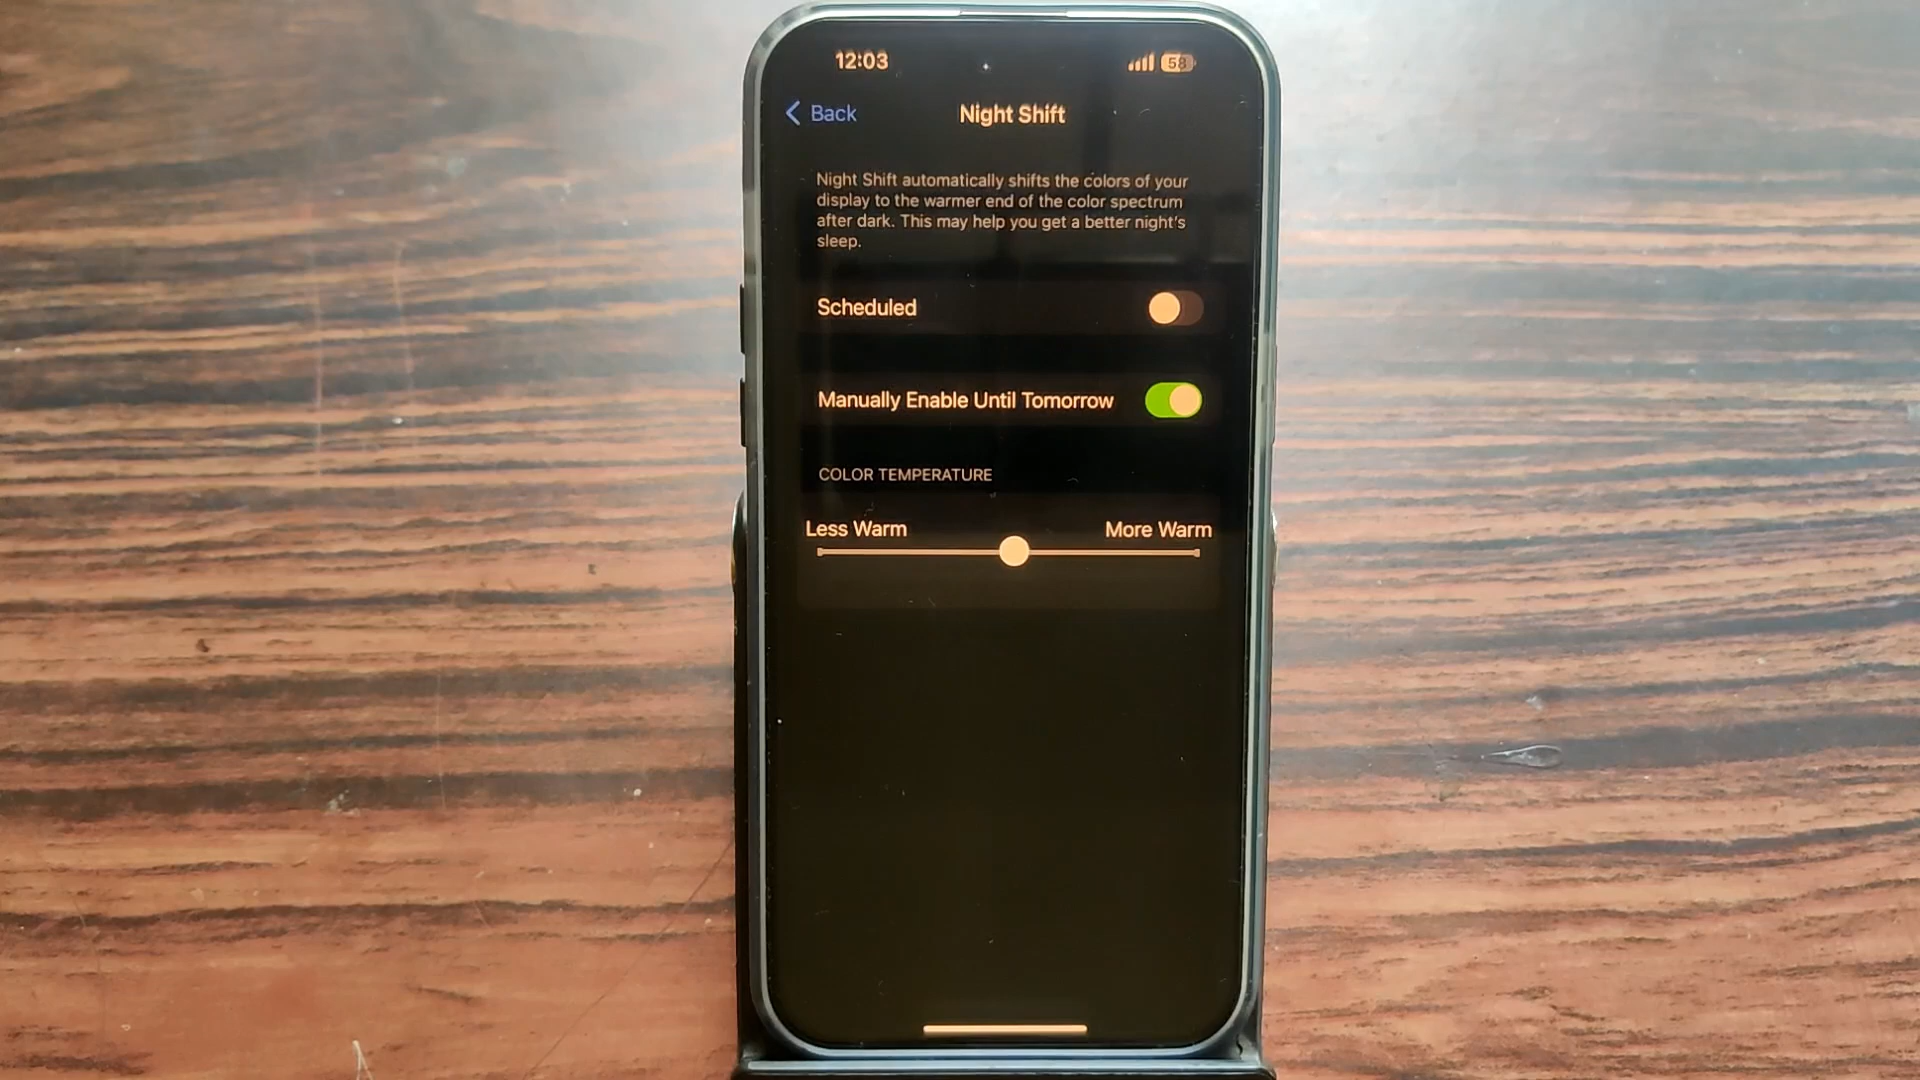 12:03
58
Back
Night Shift
Night Shift automatically shifts the colors of your
display to the warmer end of the color spectrum
after dark. This may help you get a better night's
sleep.
Scheduled
Manually Enable Until Tomorrow
COLOR TEMPERATURE
Less Warm
More Warm